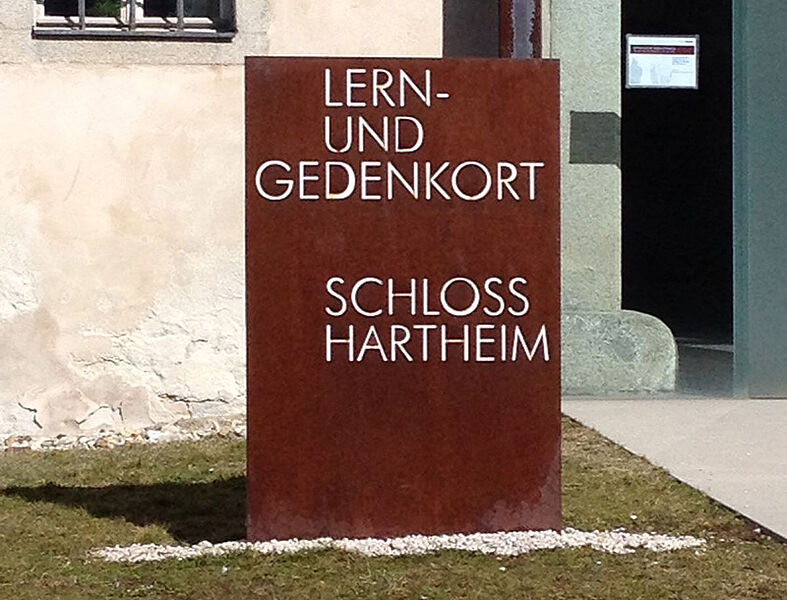 LERN-
UND
GEDENKORT
SCHLOSS
HARTHEIM